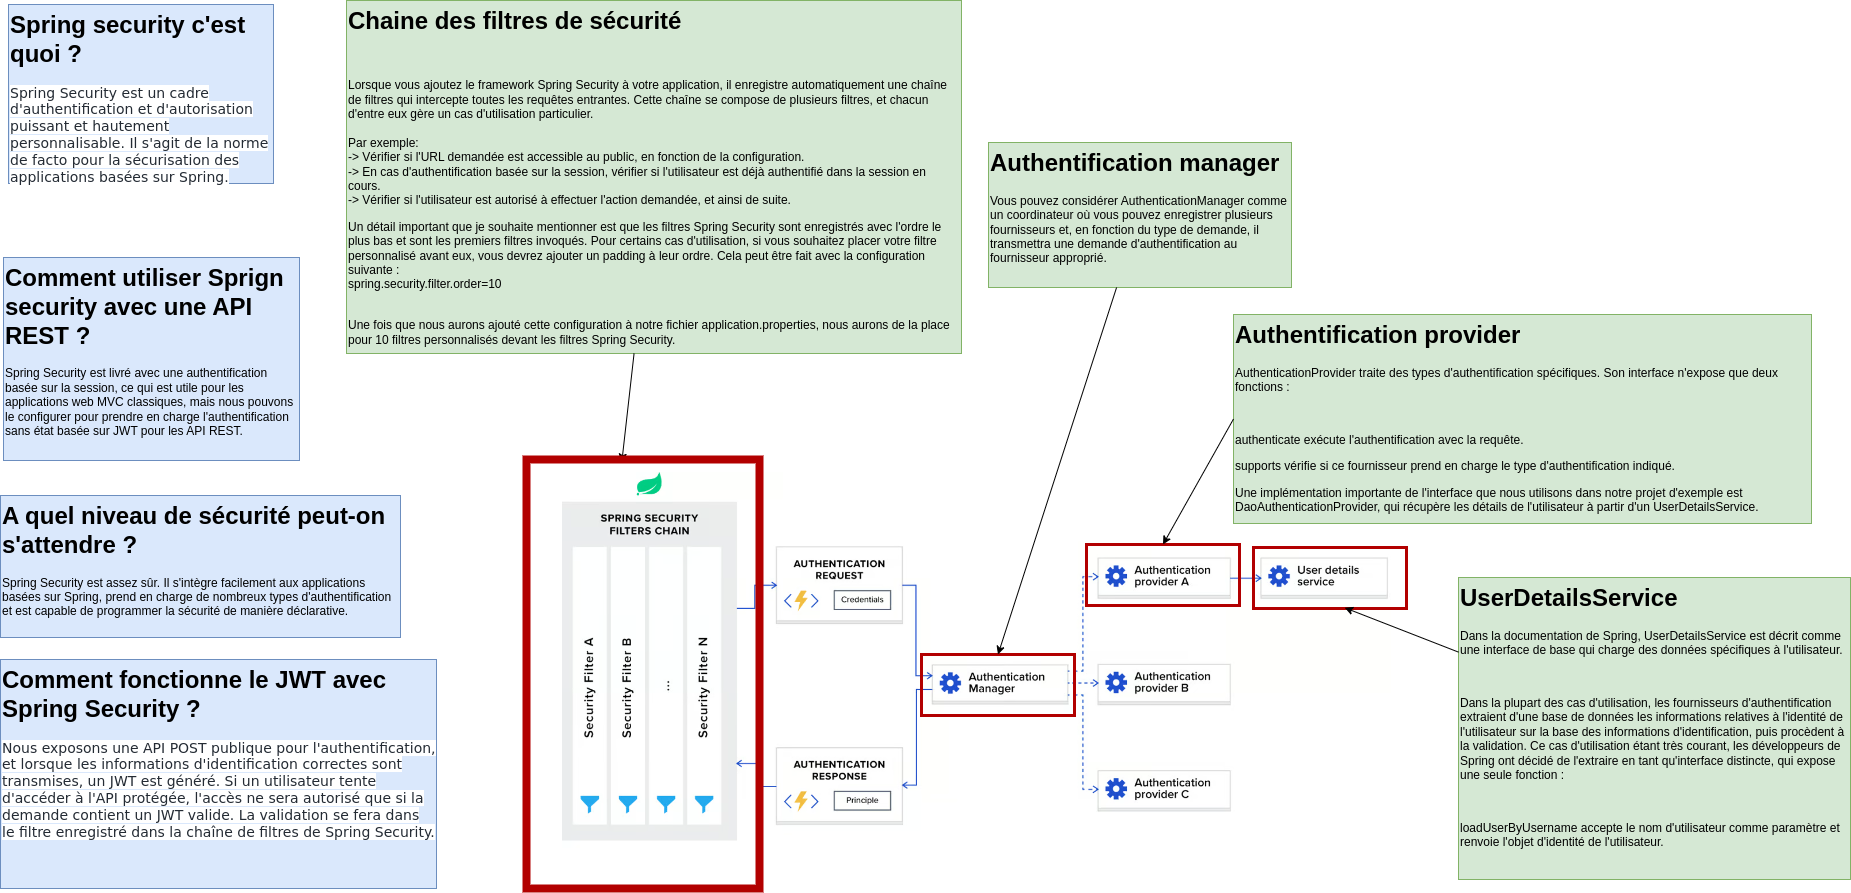 Spring security c'est
quoi ?
Spring Security est un cadre
d'authentification et d'autorisation
puissant et hautement
personnalisable. Il s'agit de la norme
de facto pour la sécurisation des
applications basées sur Spring.
Comment utiliser Sprign
security avec une API
REST ?
Spring Security est livré avec une authentification
basée sur la session, ce qui est utile pour les
applications web MVC classiques, mais nous pouvons
le configurer pour prendre en charge l'authentification
sans état basée sur JWT pour les API REST.
A quel niveau de sécurité peut-on
s'attendre ?
Spring Security est assez sûr. Il s'intègre facilement aux applications
basées sur Spring, prend en charge de nombreux types d'authentification
et est capable de programmer la sécurité de manière déclarative.
Comment fonctionne le JWT avec
Spring Security ?
Nous exposons une API POST publique pour l'authentification,
et lorsque les informations d'identification correctes sont
transmises, un JWT est généré. Si un utilisateur tente
d'accéder à l'API protégée, l'accès ne sera autorisé que si la
demande contient un JWT valide. La validation se fera dans
le filtre enregistré dans la chaîne de filtres de Spring Security.
Chaine des filtres de sécurité
Lorsque vous ajoutez le framework Spring Security à votre application, il enregistre automatiquement une chaîne
de filtres qui intercepte toutes les requêtes entrantes. Cette chaîne se compose de plusieurs filtres, et chacun
d'entre eux gère un cas d'utilisation particulier.
Par exemple:
-> Vérifier si l'URL demandée est accessible au public, en fonction de la configuration.
-> En cas d'authentification basée sur la session, vérifier si l'utilisateur est déjà authentifié dans la session en
cours.
-> Vérifier si l'utilisateur est autorisé à effectuer l'action demandée, et ainsi de suite.
Un détail important que je souhaite mentionner est que les filtres Spring Security sont enregistrés avec l'ordre le
plus bas et sont les premiers filtres invoqués. Pour certains cas d'utilisation, si vous souhaitez placer votre filtre
personnalisé avant eux, vous devrez ajouter un padding à leur ordre. Cela peut être fait avec la configuration
suivante :
spring.security.filter.order=10
Une fois que nous aurons ajouté cette configuration à notre fichier application.properties, nous aurons de la place
pour 10 filtres personnalisés devant les filtres Spring Security.
Authentification manager
Vous pouvez considérer AuthenticationManager comme
un coordinateur où vous pouvez enregistrer plusieurs
fournisseurs et, en fonction du type de demande, il
transmettra une demande d'authentification au
fournisseur approprié.
Authentification provider
AuthenticationProvider traite des types d'authentification spécifiques. Son interface n'expose que deux
fonctions :
authenticate exécute l'authentification avec la requête.
supports vérifie si ce fournisseur prend en charge le type d'authentification indiqué.
Une implémentation importante de l'interface que nous utilisons dans notre projet d'exemple est
DaoAuthenticationProvider, qui récupère les détails de l'utilisateur à partir d'un UserDetailsService.
UserDetailsService
Dans la documentation de Spring, UserDetailsService est décrit comme
une interface de base qui charge des données spécifiques à l'utilisateur.
Dans la plupart des cas d'utilisation, les fournisseurs d'authentification
extraient d'une base de données les informations relatives à l'identité de
l'utilisateur sur la base des informations d'identification, puis procèdent à
la validation. Ce cas d'utilisation étant très courant, les développeurs de
Spring ont décidé de l'extraire en tant qu'interface distincte, qui expose
une seule fonction :
loadUserByUsername accepte le nom d'utilisateur comme paramètre et
renvoie l'objet d'identité de l'utilisateur.
SPRING SECURITY
FILTERS CHAIN
Security Filter A
Security Filter B
...
Security Filter N
AUTHENTICATION
REQUEST
Credentials
AUTHENTICATION
RESPONSE
Principle
Authentication
Manager
Authentication
provider A
User details
service
Authentication
provider B
Authentication
provider C